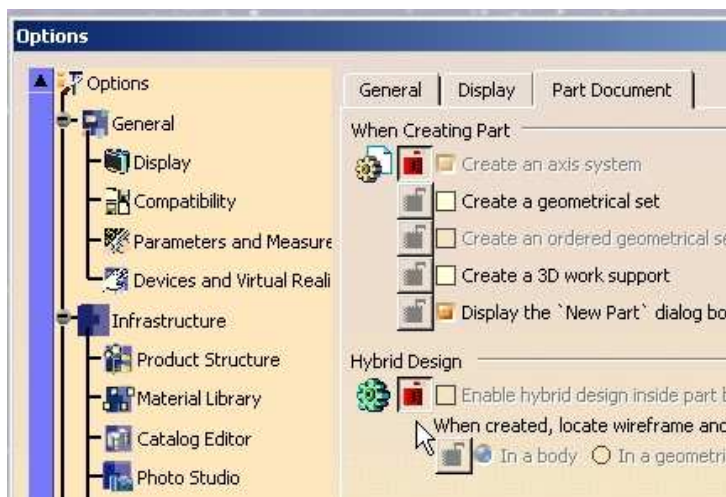 Options
Options
General
Display
Compatibility
Parameters and Measure
Devices and Virtual Reali
Infrastructure
Product Structure
Material Library
Catalog Editor
Photo Studio
General Display Part Document
When Creating Part
Create an axis system
Create a geometrical set
Create an ordered geometrical se
Create a 3D work support
Display the `New Part` dialog bo
Hybrid Design
Enable hybrid design inside part b
When created, locate wireframe and
In a body In a geometri